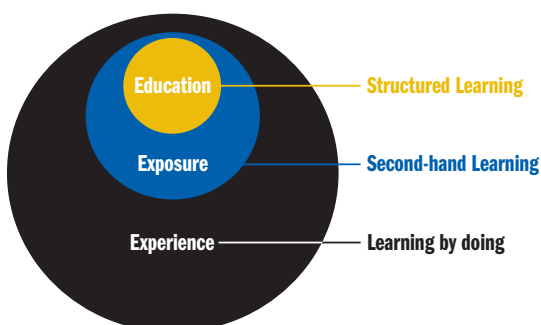 Education Structured Learning
Exposure Second-hand Learning
Experience Learning by doing